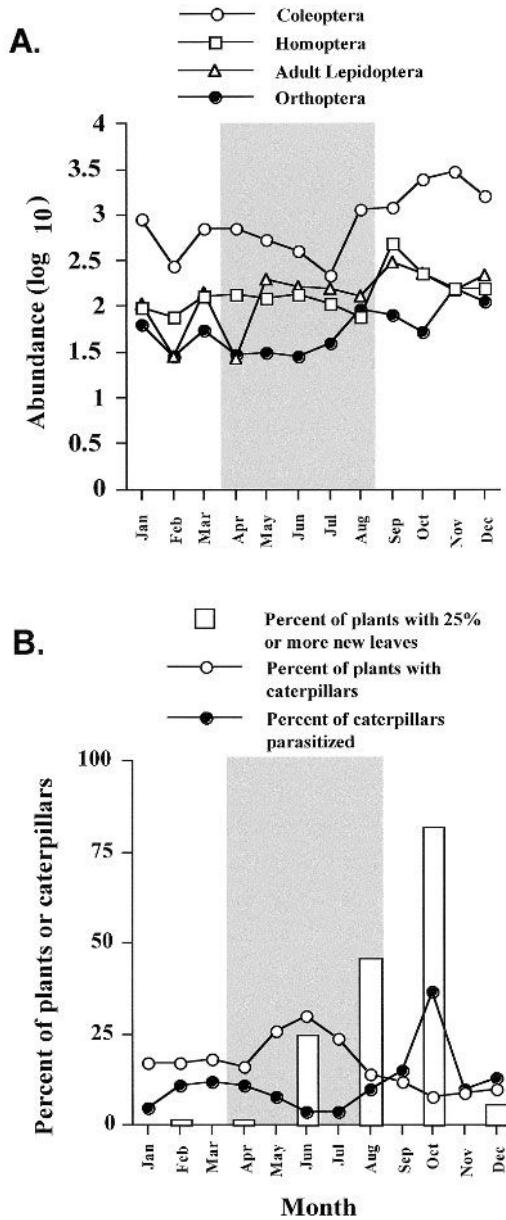 A.
Coleoptera
Homoptera
Adult Lepidoptera
Orthoptera
Abundance (log 10)
4
3.5
3
2.5
2
1.5
1
0.5
0
Jan
Feb
Mar
Apr
May
Jun
Jul
Aug
Sep
Oct
Nov
Dec
B.
Percent of plants with 25%
or more new leaves
Percent of plants with
caterpillars
Percent of caterpillars
parasitized
Percent of plants or caterpillars
100
75
50
25
0
Jan
Feb
Mar
Apr
May
Jun
Jul
Aug
Sep
Oct
Nov
Dec
Month